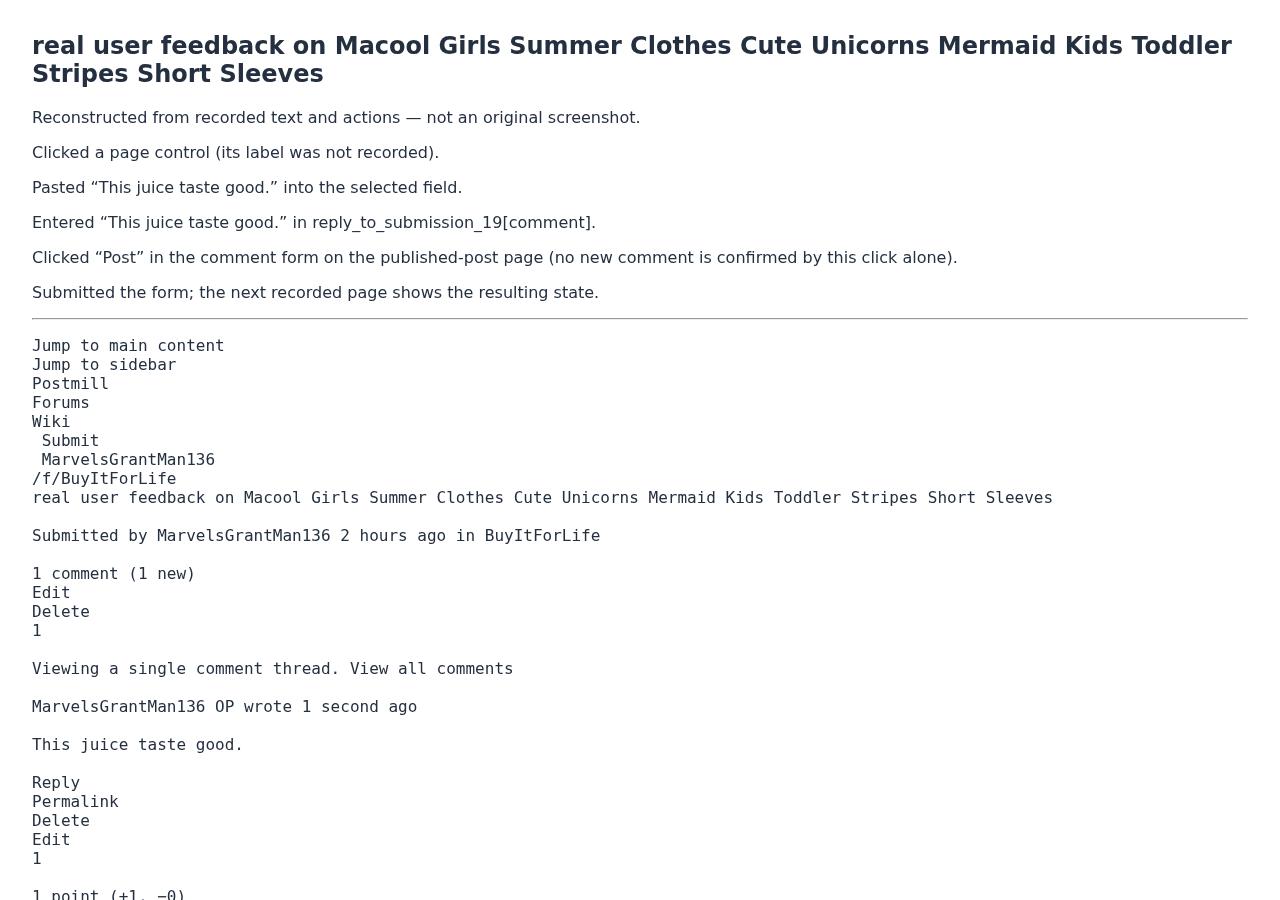 real user feedback on Macool Girls Summer Clothes Cute Unicorns Mermaid Kids Toddler
Stripes Short Sleeves
Reconstructed from recorded text and actions — not an original screenshot.
Clicked a page control (its label was not recorded).
Pasted “This juice taste good.” into the selected field.
Entered “This juice taste good.” in reply_to_submission_19[comment].
Clicked “Post” in the comment form on the published-post page (no new comment is confirmed by this click alone).
Submitted the form; the next recorded page shows the resulting state.
Jump to main content
Jump to sidebar
Postmill
Forums
Wiki
Submit
MarvelsGrantMan136
/f/BuyItForLife
real user feedback on Macool Girls Summer Clothes Cute Unicorns Mermaid Kids Toddler Stripes Short Sleeves
Submitted by MarvelsGrantMan136 2 hours ago in BuyItForLife
1 comment (1 new)
Edit
Delete
1
Viewing a single comment thread. View all comments
MarvelsGrantMan136 OP wrote 1 second ago
This juice taste good.
Reply
Permalink
Delete
Edit
1
1 point (+1, −0)